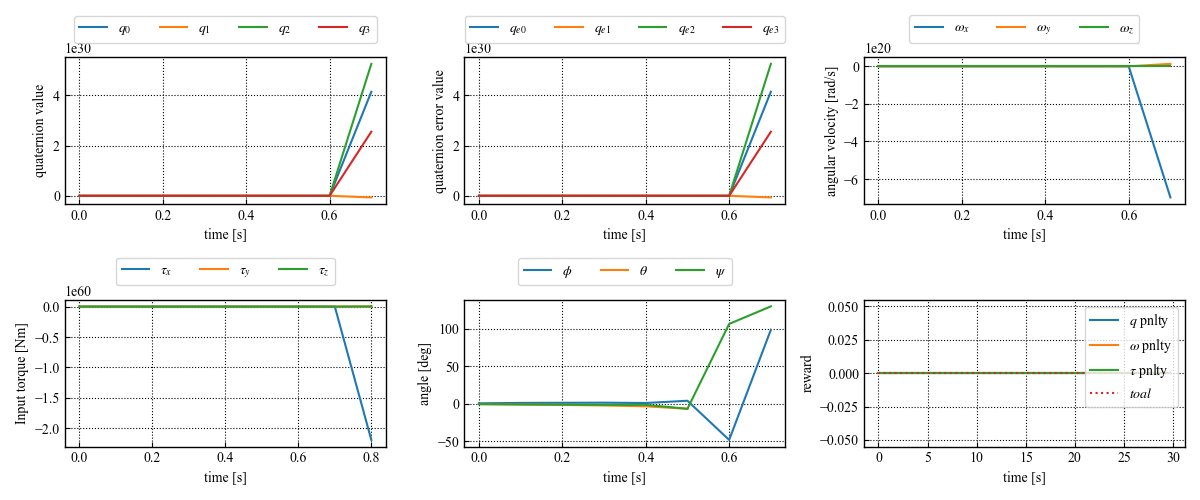 q0 q1 q2 q3
1e30
quaternion value
4
2
0
0.0 0.2 0.4 0.6
time [s]
qe0 qe1 qe2 qe3
1e30
quaternion error value
4
2
0
0.0 0.2 0.4 0.6
time [s]
ωx ωy ωz
1e20
angular velocity [rad/s]
0
−2
−4
−6
0.0 0.2 0.4 0.6
time [s]
τx τy τz
1e60
Input torque [Nm]
0.0
−0.5
−1.0
−1.5
−2.0
0.0 0.2 0.4 0.6 0.8
time [s]
ϕ θ ψ
angle [deg]
100
50
0
−50
0.0 0.2 0.4 0.6
time [s]
reward
0.050
0.025
0.000
−0.025
−0.050
q pnlty
ω pnlty
τ pnlty
toal
0 5 10 15 20 25 30
time [s]